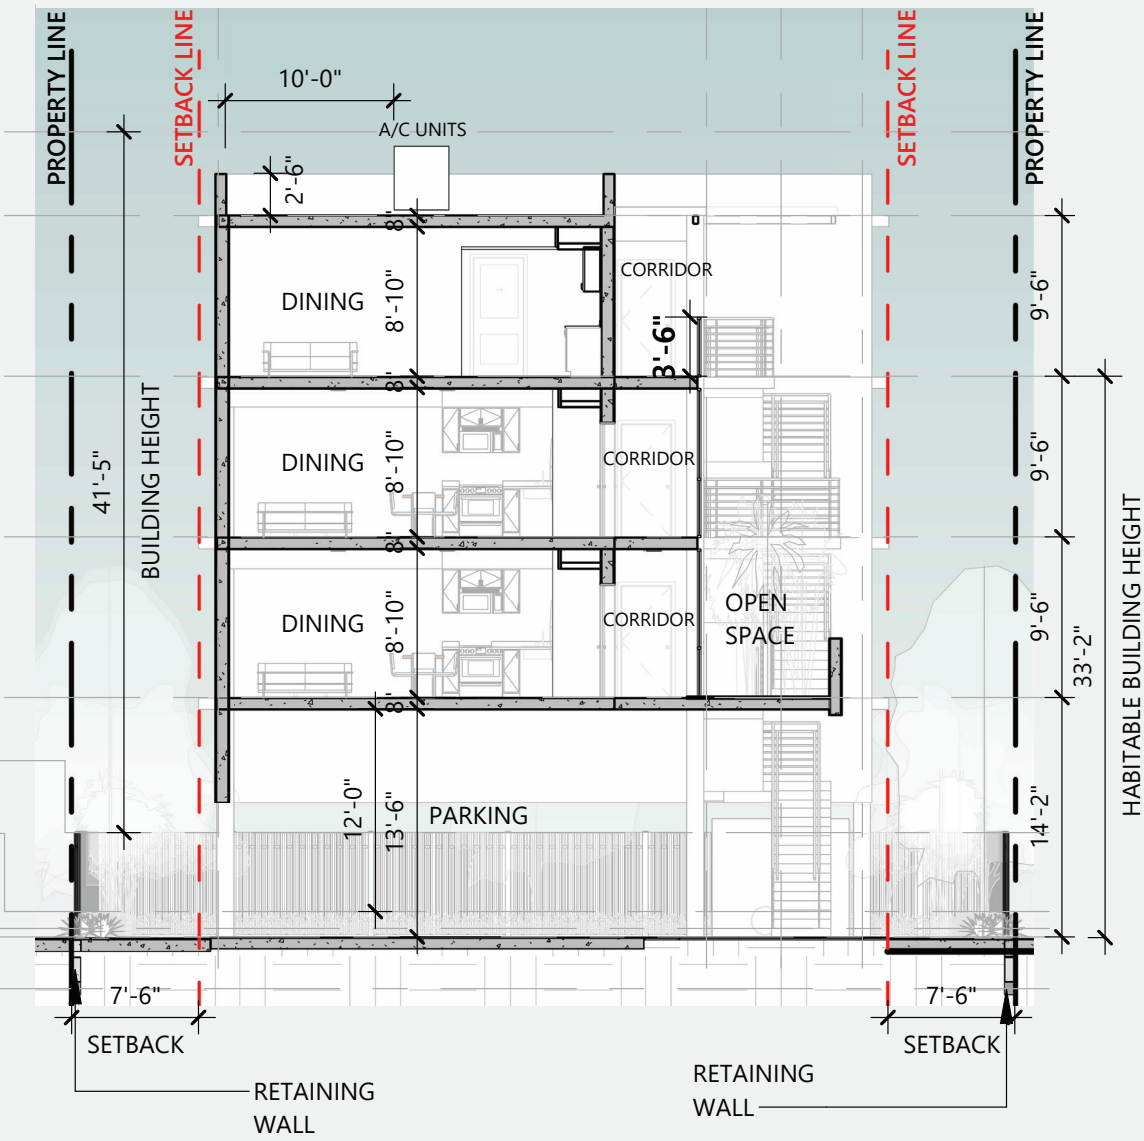 PROPERTY LINE
SETBACK LINE
SETBACK LINE
PROPERTY LINE
10'-0"
A/C UNITS
2'-6"
8'
CORRIDOR
DINING
8'-10"
9'-6"
3'-6"
8'
41'-5"
BUILDING HEIGHT
DINING
8'-10"
CORRIDOR
9'-6"
8'
DINING
8'-10"
CORRIDOR
OPEN
SPACE
9'-6"
33'-2"
HABITABLE BUILDING HEIGHT
8'
12'-0"
13'-6"
PARKING
14'-2"
7'-6"
SETBACK
7'-6"
SETBACK
RETAINING
WALL
RETAINING
WALL